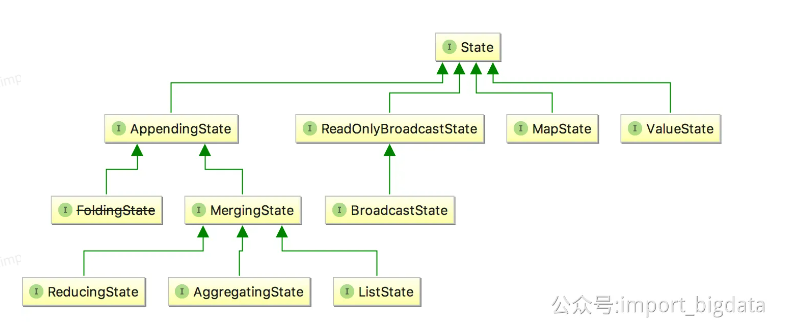 State
AppendingState
ReadOnlyBroadcastState
MapState
ValueState
FoldingState
MergingState
BroadcastState
ReducingState
AggregatingState
ListState
公众号:import_bigdata